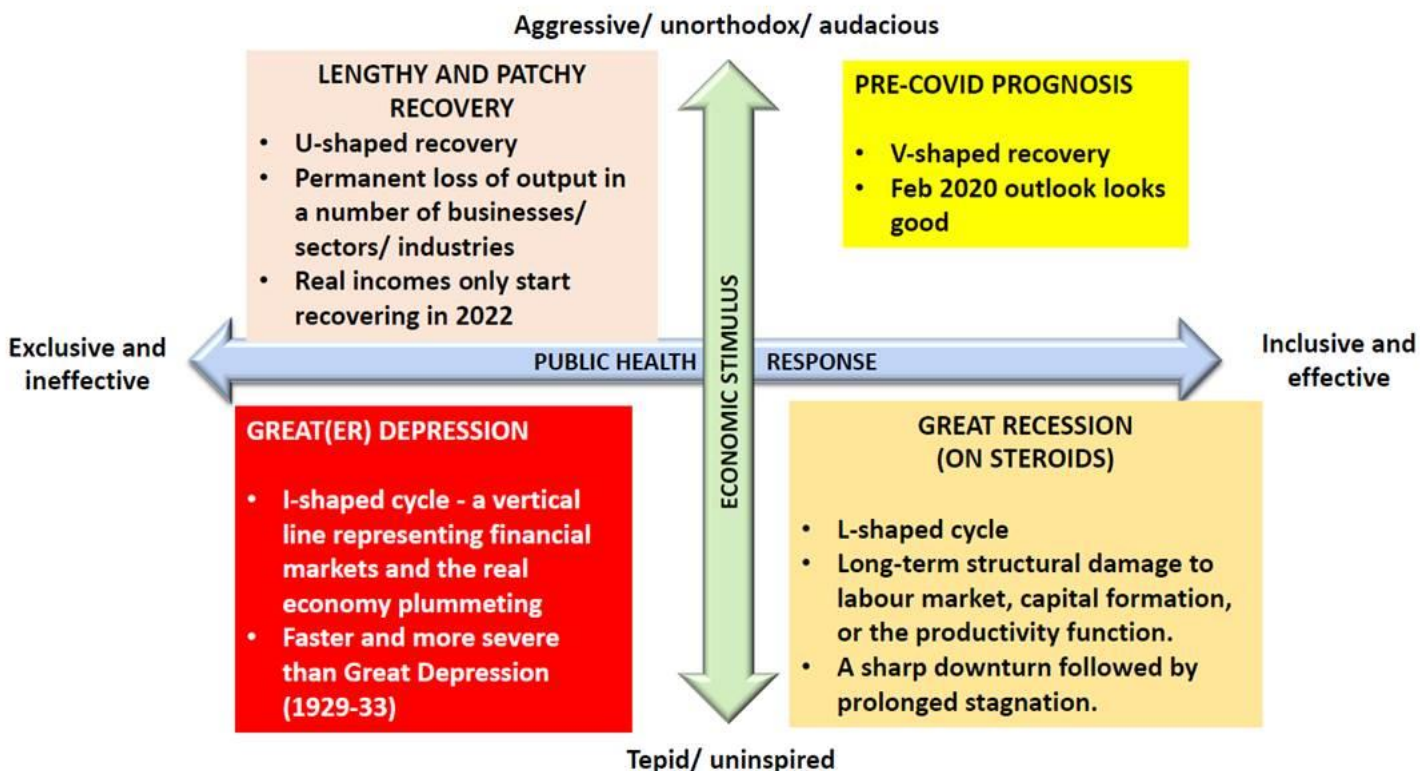 Aggressive/ unorthodox/ audacious
LENGTHY AND PATCHY
RECOVERY
• U-shaped recovery
• Permanent loss of output in
a number of businesses/
sectors/ industries
• Real incomes only start
recovering in 2022
PRE-COVID PROGNOSIS
• V-shaped recovery
• Feb 2020 outlook looks
good
Exclusive and
ineffective
PUBLIC HEALTH RESPONSE
ECONOMIC STIMULUS
Inclusive and
effective
GREAT(ER) DEPRESSION
• I-shaped cycle - a vertical
line representing financial
markets and the real
economy plummeting
• Faster and more severe
than Great Depression
(1929-33)
GREAT RECESSION
(ON STEROIDS)
• L-shaped cycle
• Long-term structural damage to
labour market, capital formation,
or the productivity function.
• A sharp downturn followed by
prolonged stagnation.
Tepid/ uninspired